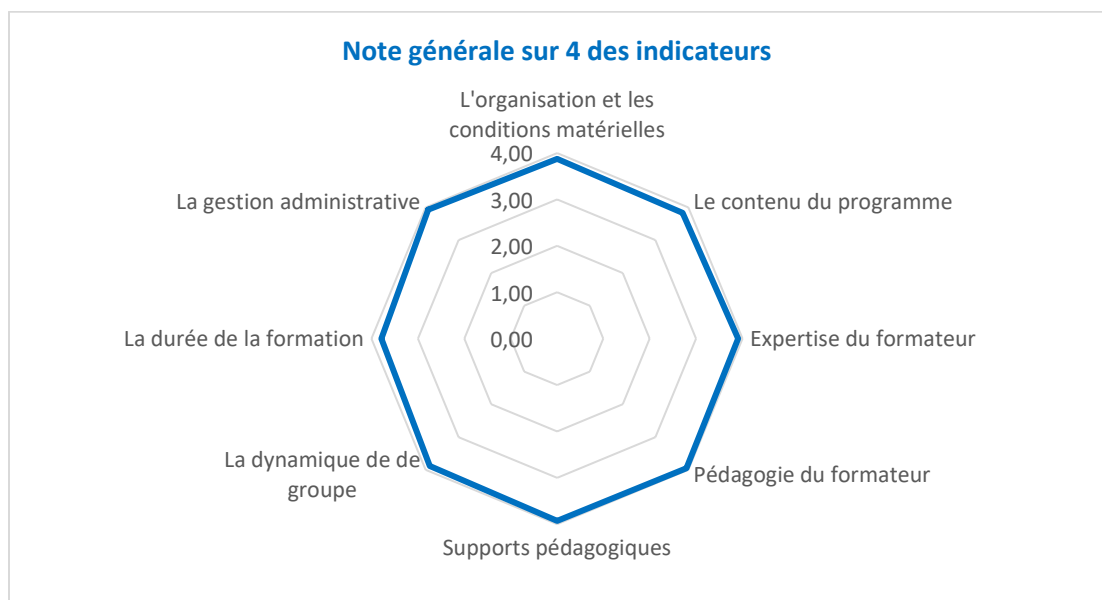 Note générale sur 4 des indicateurs
L'organisation et les
conditions matérielles
4,00
3,00
2,00
1,00
0,00
Le contenu du programme
Expertise du formateur
Pédagogie du formateur
Supports pédagogiques
La dynamique de de
groupe
La durée de la formation
La gestion administrative